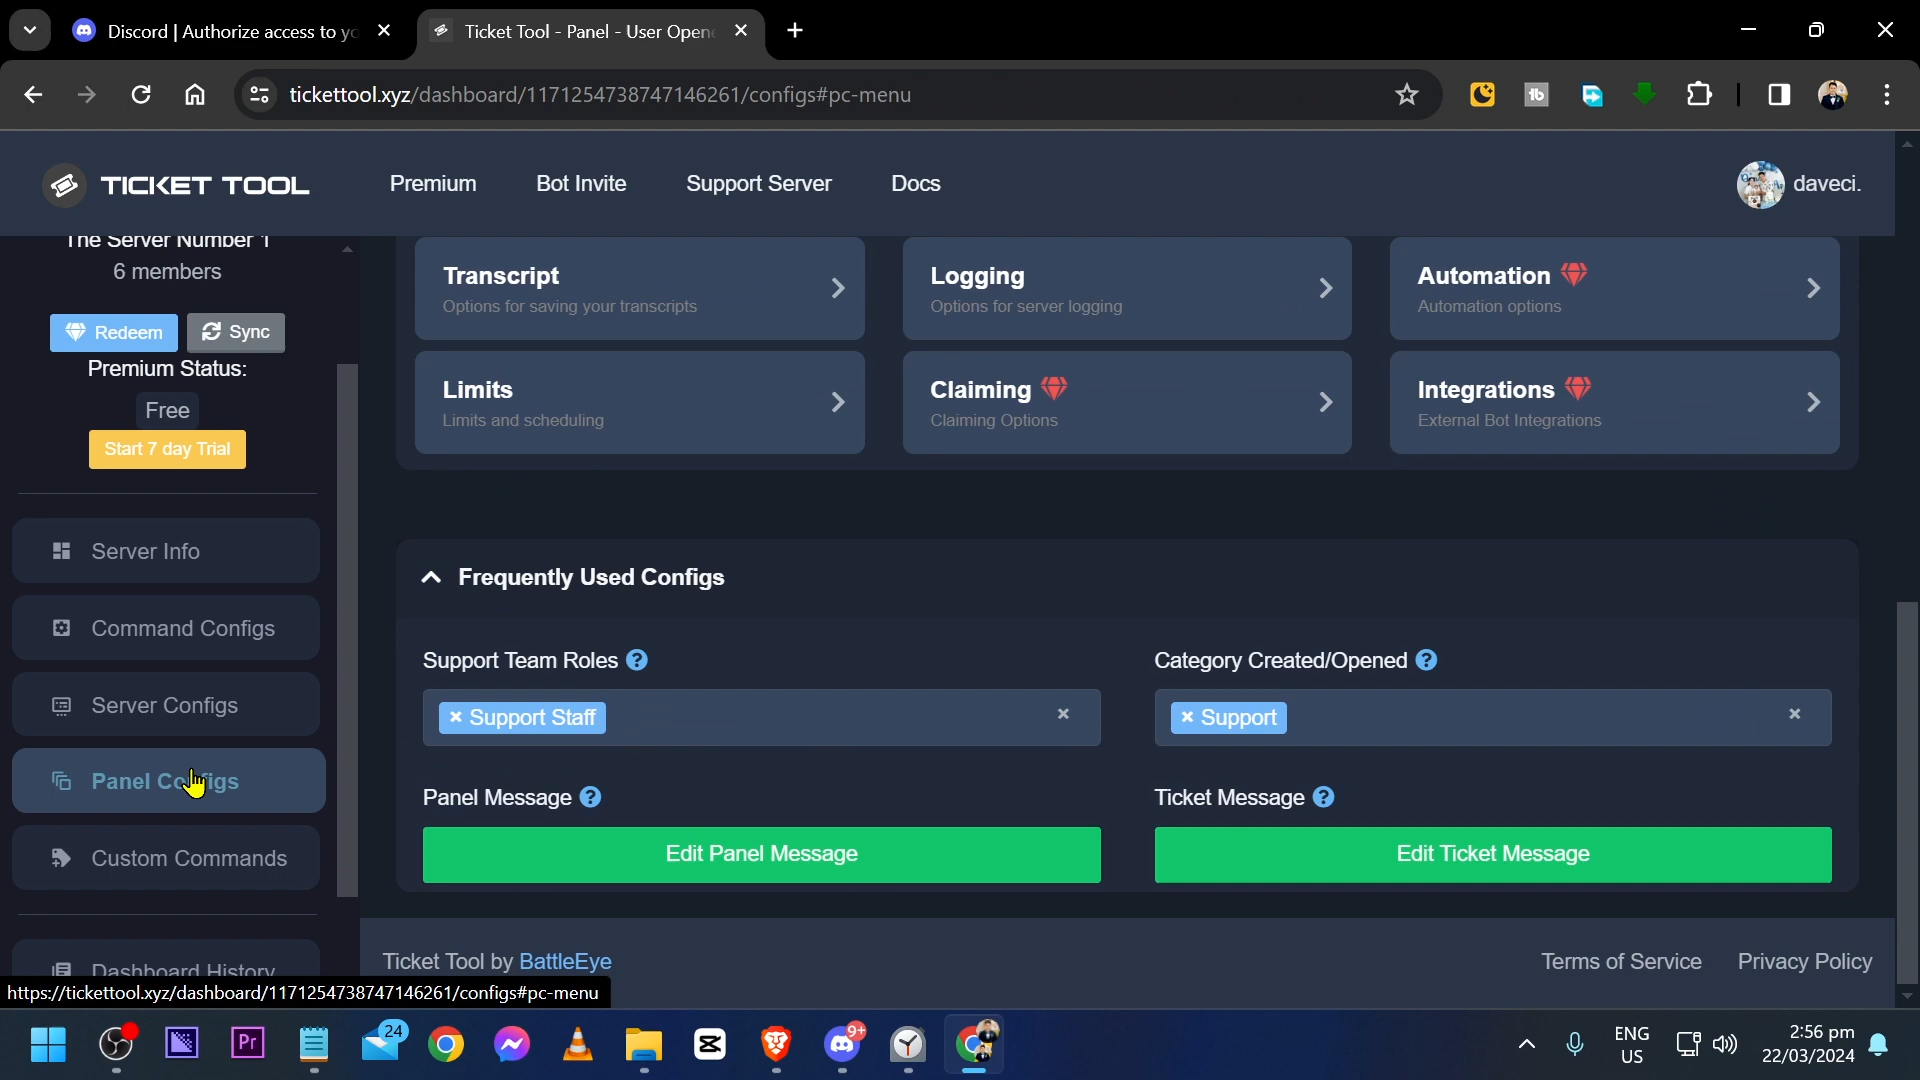 Discord | Authorize access to yo
Ticket Tool - Panel - User Opene
tickettool.xyz/dashboard/1171254738747146261/configs#pc-menu
TICKET TOOL
Premium
Bot Invite
Support Server
Docs
daveci.
The Server Number 1
6 members
Redeem
Sync
Premium Status:
Free
Start 7 day Trial
Server Info
Command Configs
Server Configs
Panel Configs
Custom Commands
Dashboard History
Transcript
Options for saving your transcripts
Logging
Options for server logging
Automation
Automation options
Limits
Limits and scheduling
Claiming
Claiming Options
Integrations
External Bot Integrations
Frequently Used Configs
Support Team Roles ?
× Support Staff ×
Category Created/Opened ?
× Support ×
Panel Message ?
Edit Panel Message
Ticket Message ?
Edit Ticket Message
Ticket Tool by BattleEye
Terms of Service
Privacy Policy
https://tickettool.xyz/dashboard/1171254738747146261/configs#pc-menu
Pr
24
9+
ENG
US
2:56 pm
22/03/2024